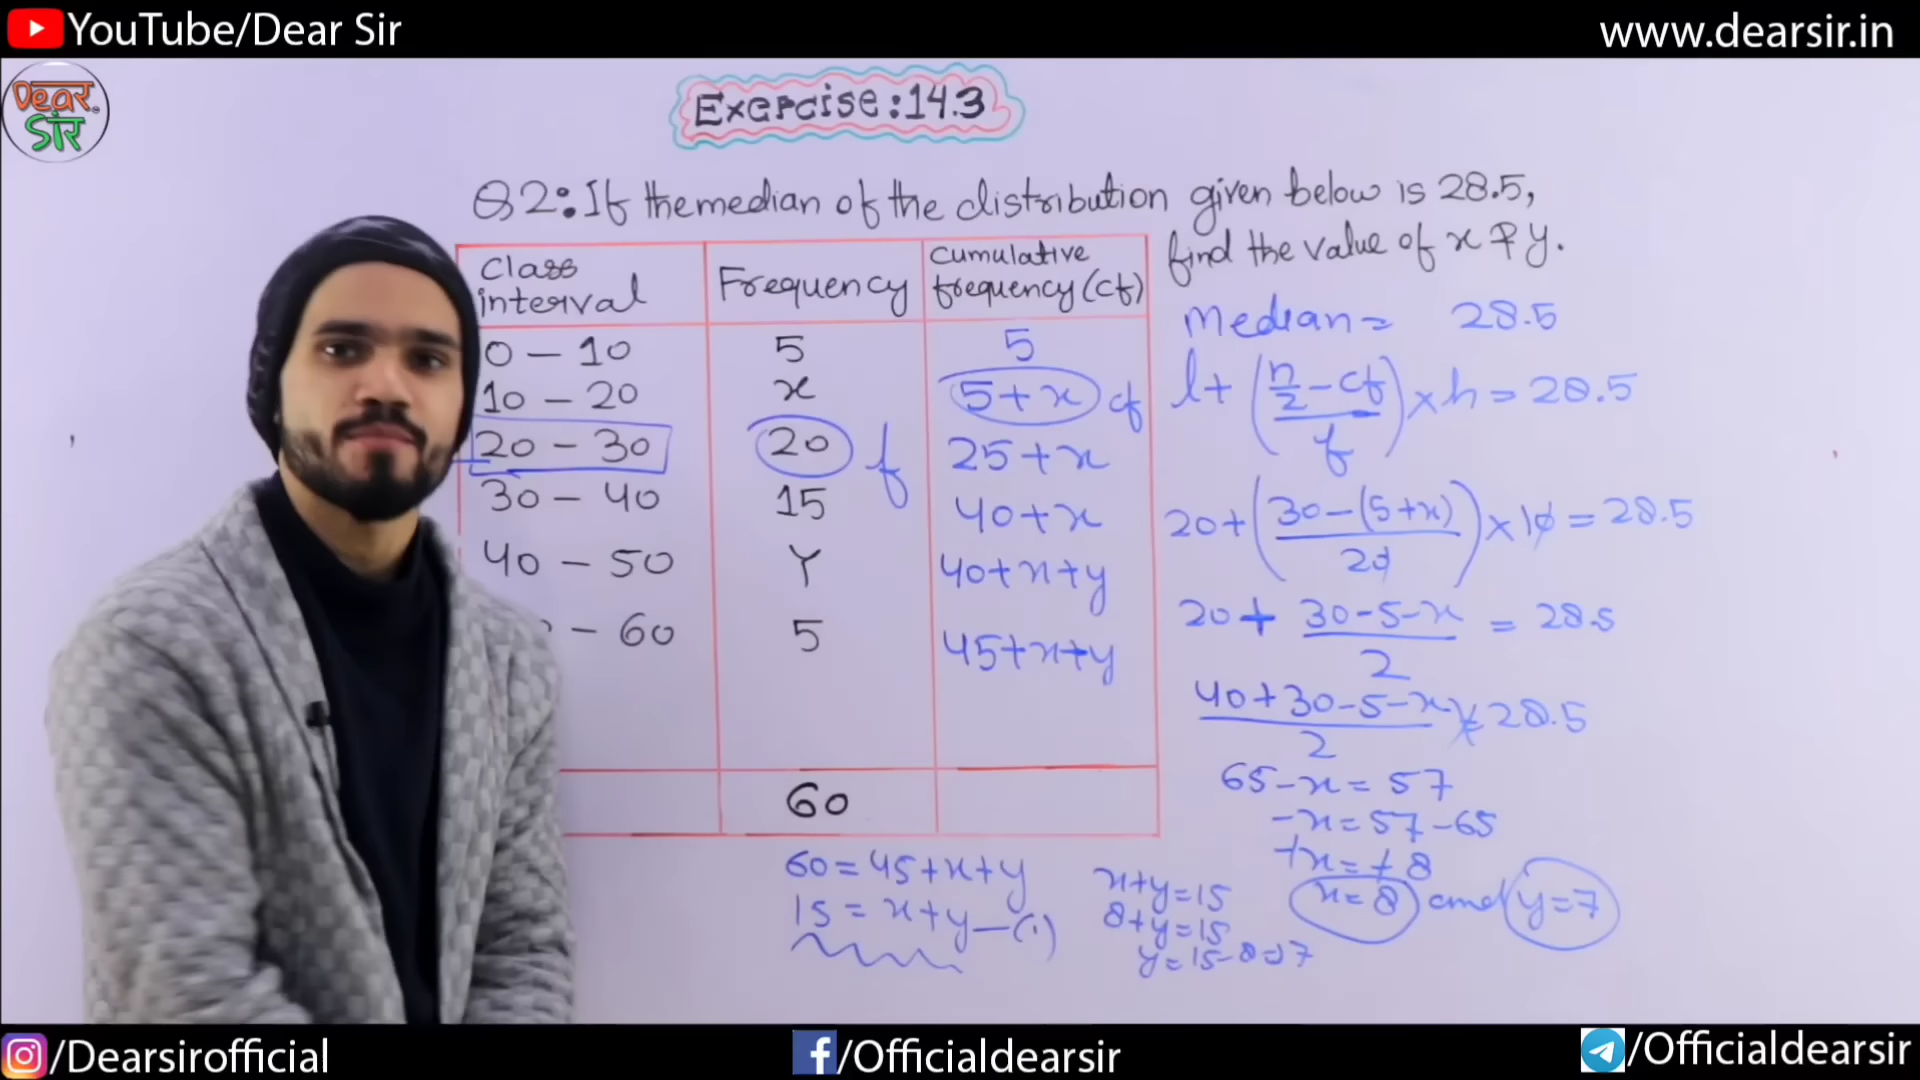 YouTube/Dear Sir
www.dearsir.in
Dear
सर
Exercise:14.3
Q2: If the median of the distribution given below is 28.5,
find the value of x & y.
Class interval Frequency Cumulative frequency (cf)
0 – 10 5 5
10 – 20 x 5+x cf
20 – 30 20 f 25+x
30 – 40 15 40+x
40 – 50 Y 40+x+y
– 60 5 45+x+y
60
60=45+x+y
15=x+y—(i)
x+y=15
8+y=15
y=15-8=7
Median= 28.5
l+(n/2-cf/f)×h=28.5
20+(30-(5+x)/20)×10=28.5
20+30-5-x/2=28.5
40+30-5-x/2=28.5
65-x=57
-x=57-65
+x=+8
x=8 and y=7
/Dearsirofficial
/Officialdearsir
/Officialdearsir